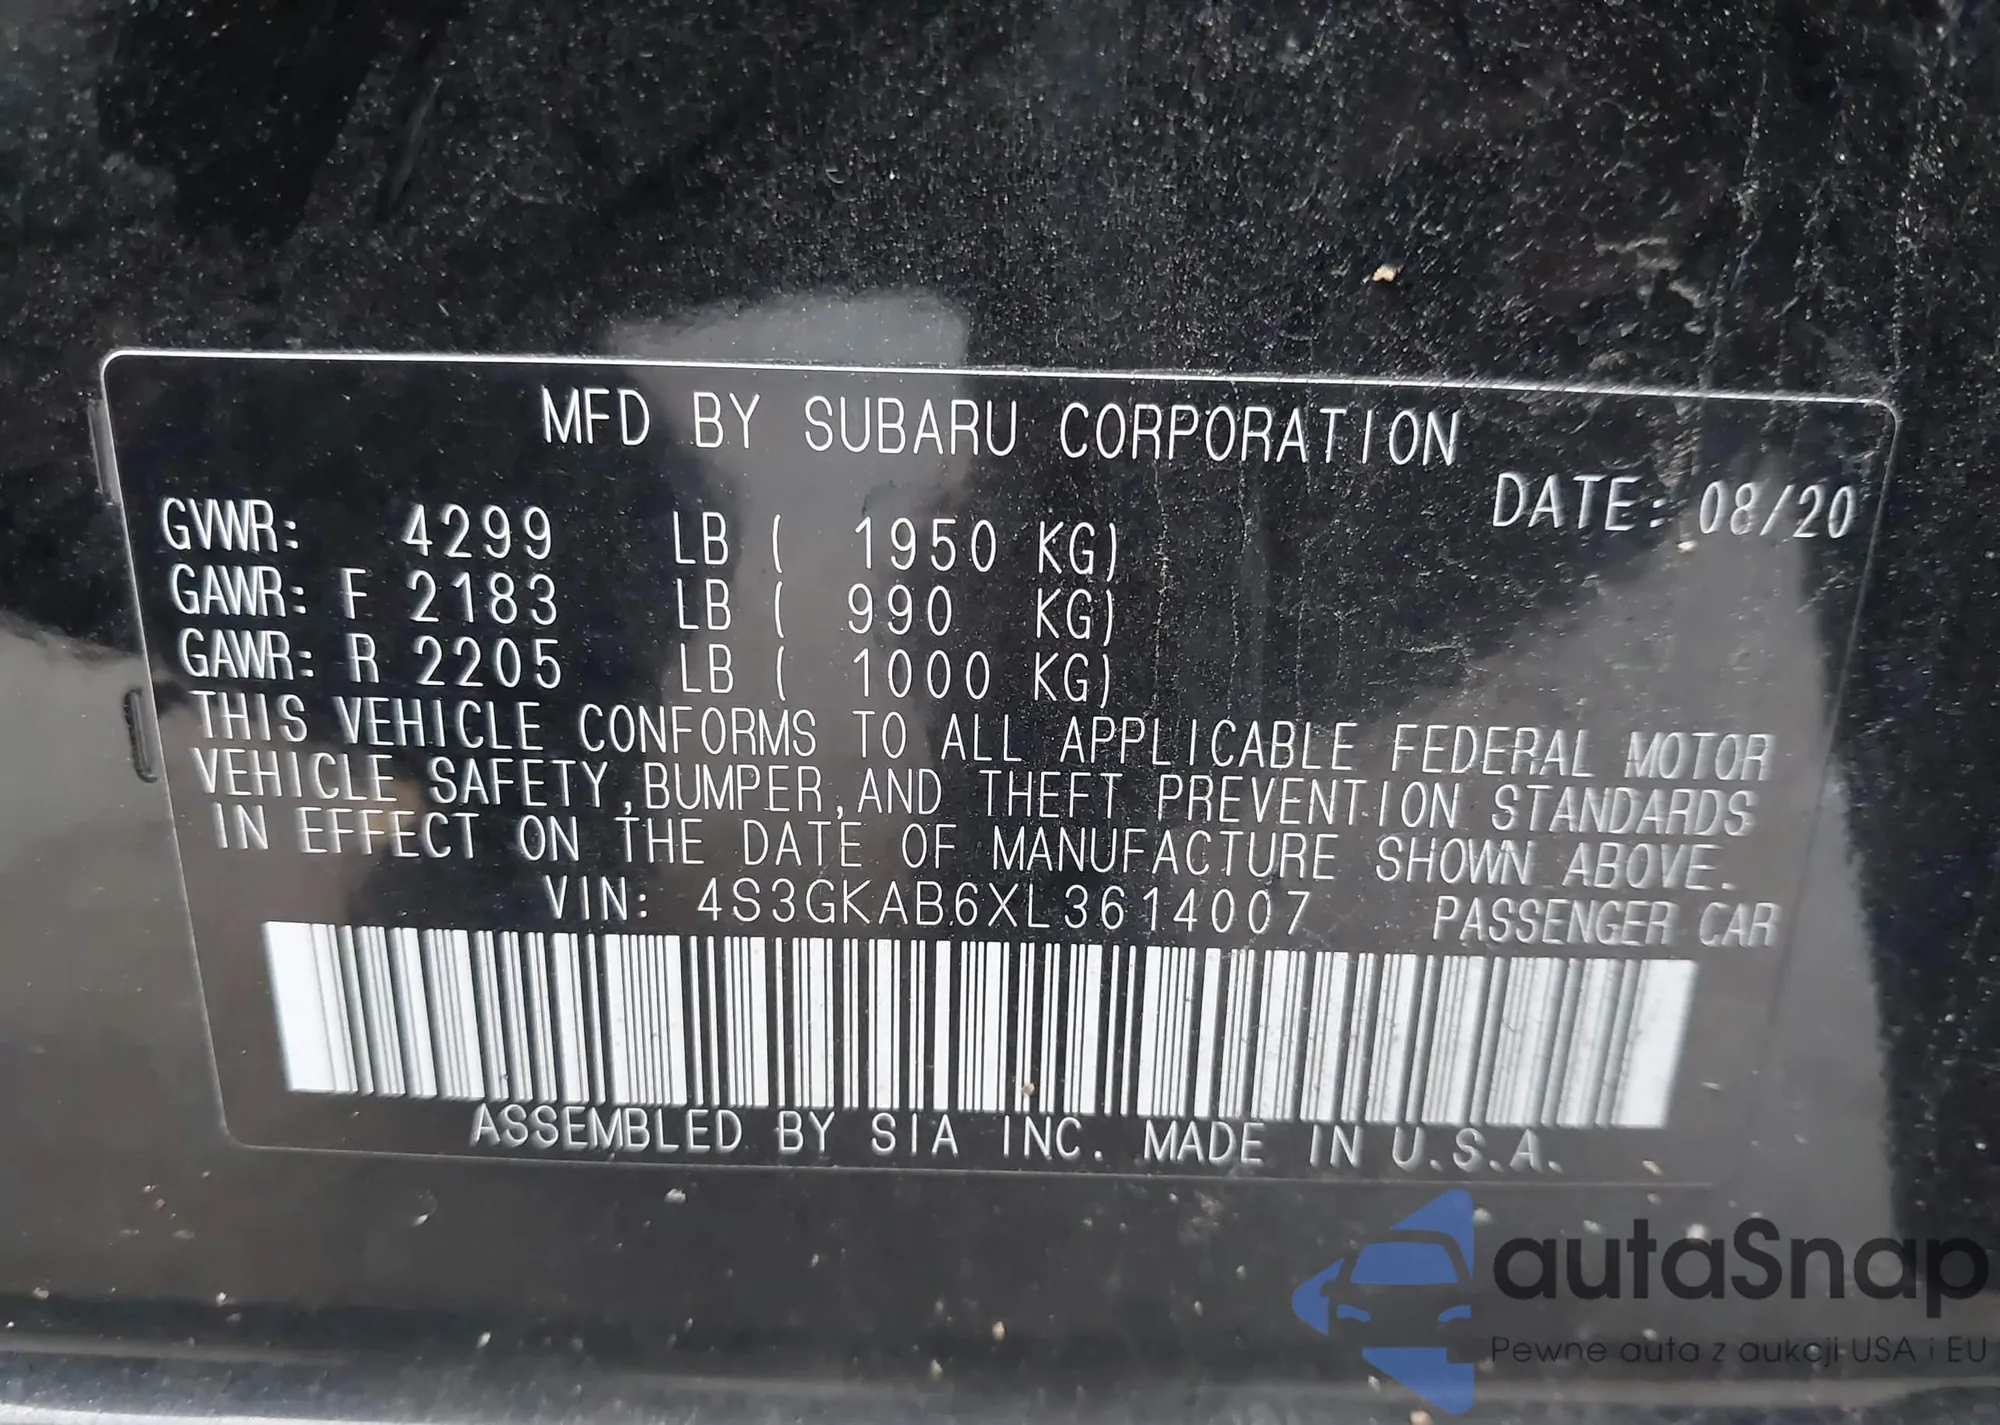 MFD BY SUBARU CORPORATION
DATE: 08/20
GVWR: 4299 LB ( 1950 KG)
GAWR: F 2183 LB ( 990 KG)
GAWR: R 2205 LB ( 1000 KG)
THIS VEHICLE CONFORMS TO ALL APPLICABLE FEDERAL MOTOR
VEHICLE SAFETY,BUMPER,AND THEFT PREVENTION STANDARDS
IN EFFECT ON THE DATE OF MANUFACTURE SHOWN ABOVE.
VIN: 4S3GKAB6XL3614007 PASSENGER CAR
ASSEMBLED BY SIA INC. MADE IN U.S.A.
autaSnap
Pewne auta z aukcji USA i EU